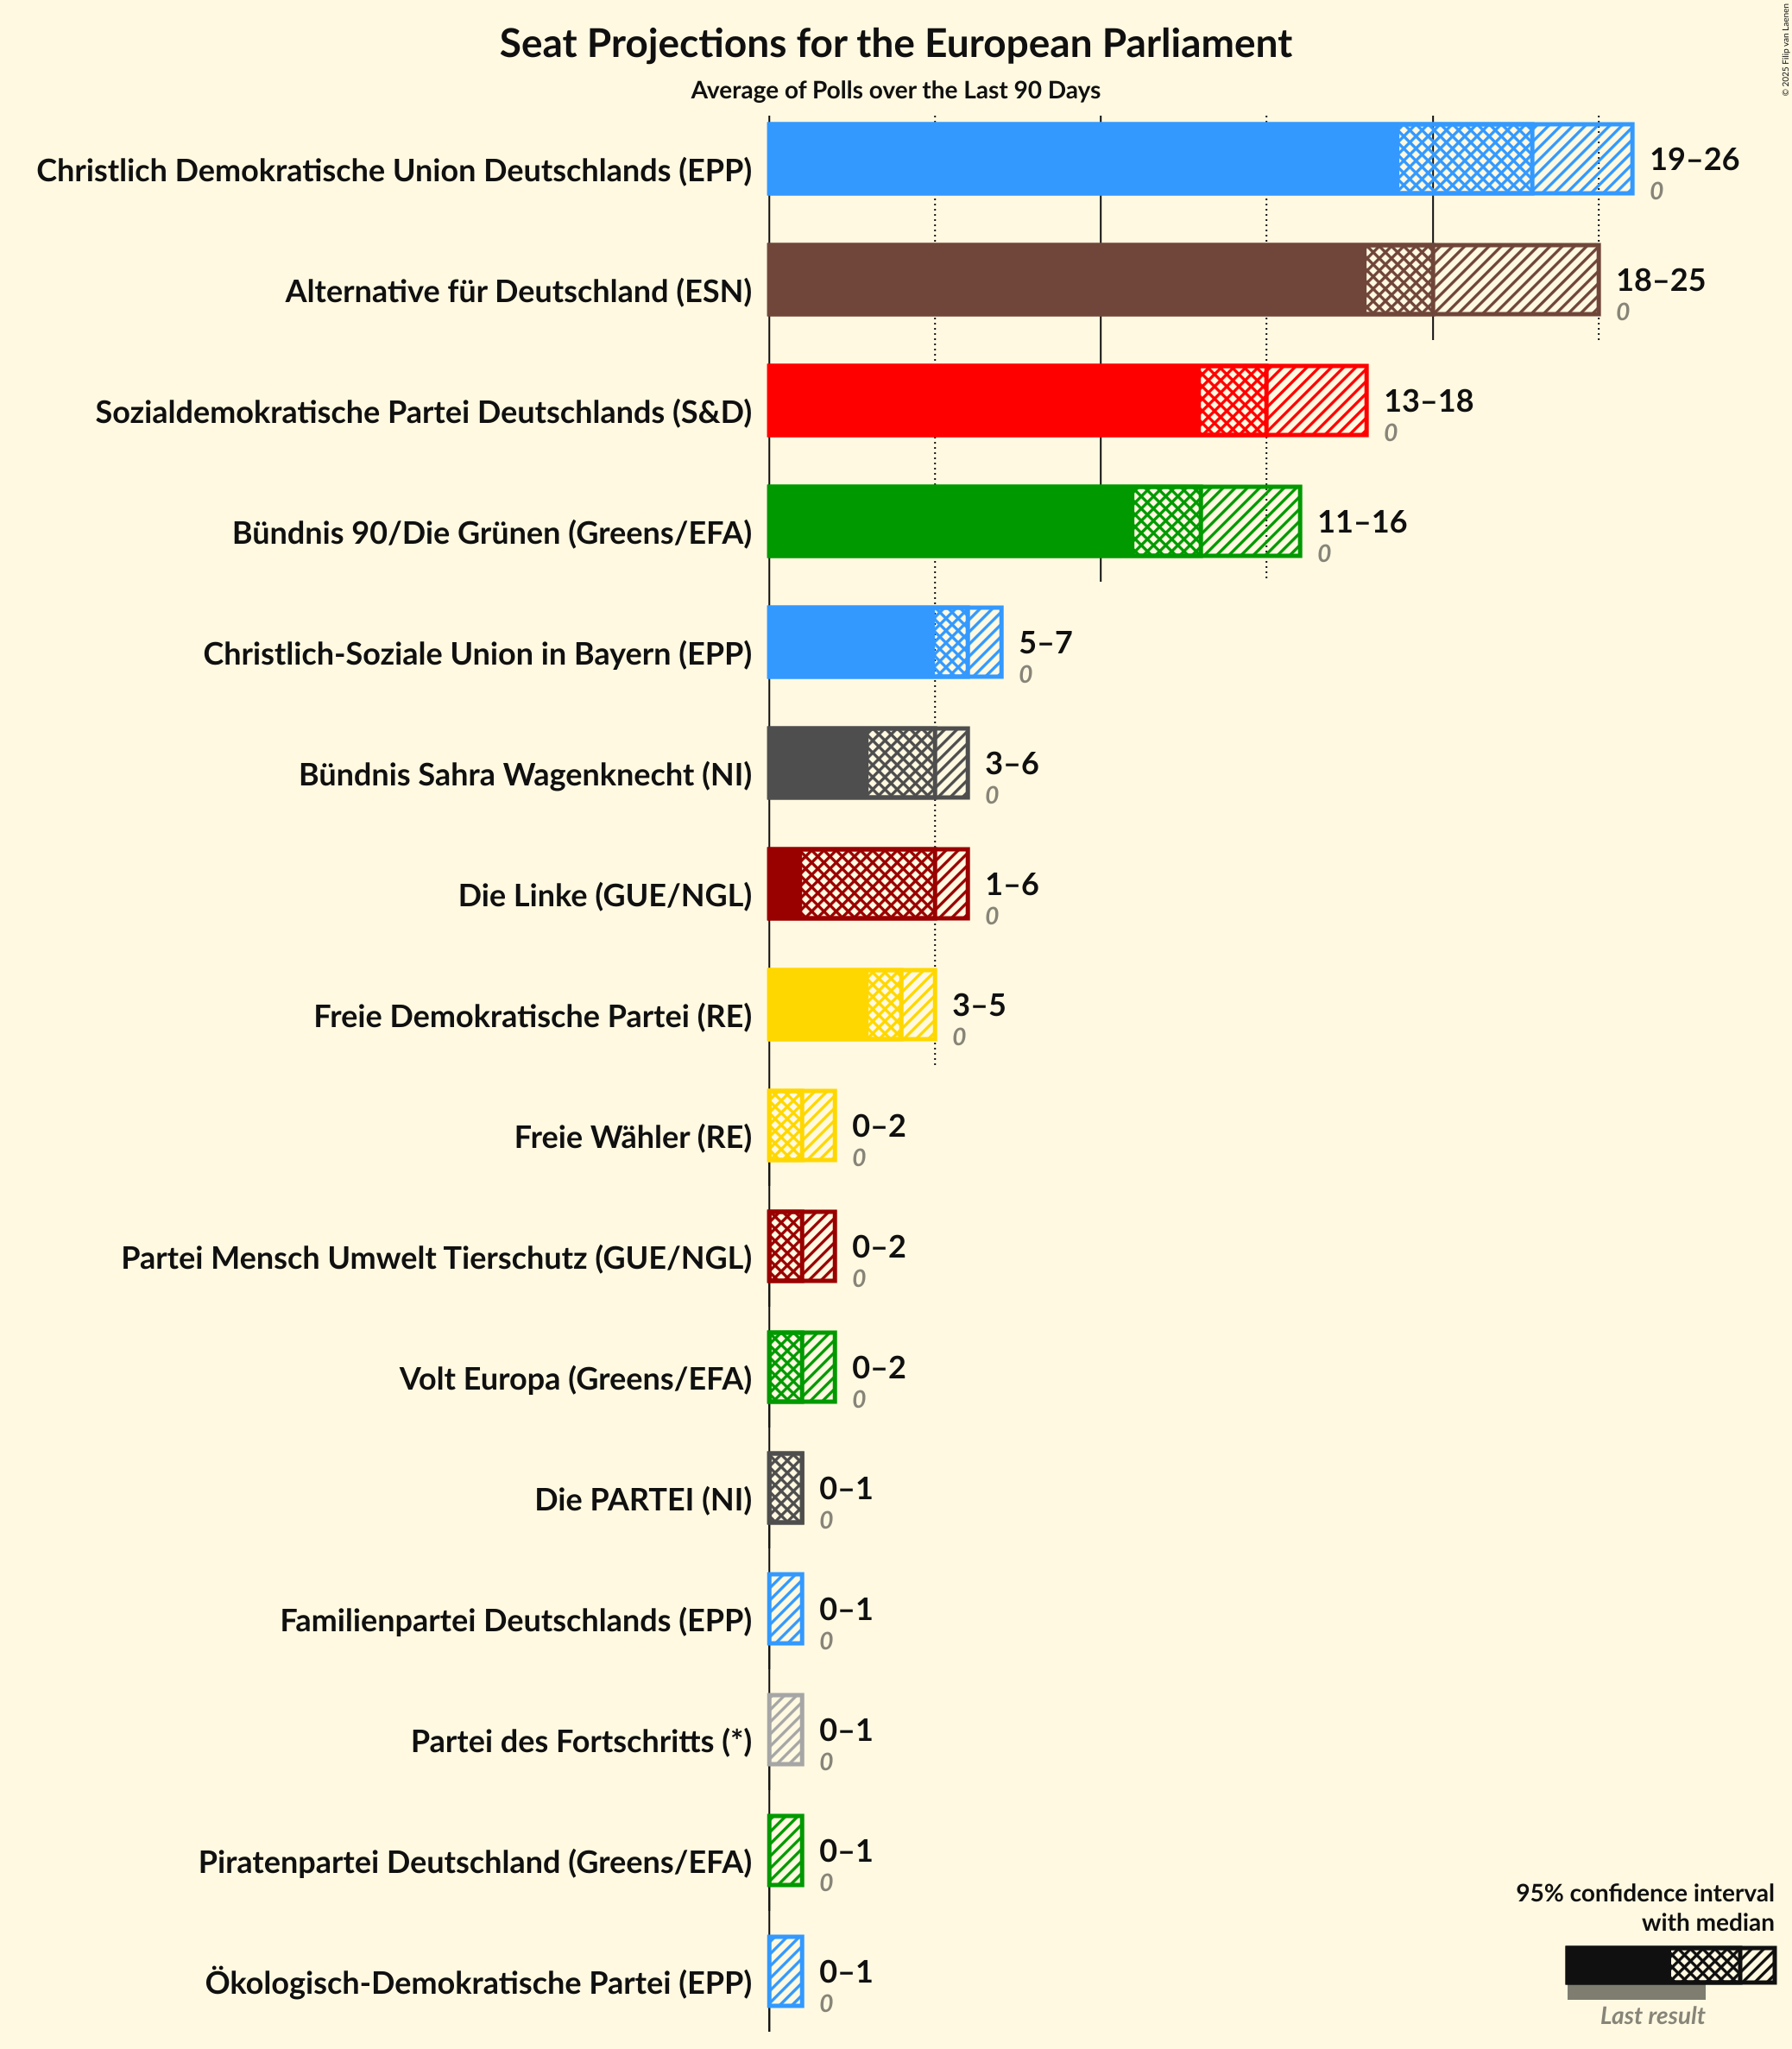 Seat Projections for the European Parliament
Average of Polls over the Last 90 Days
© 2025 Filip van Laenen
Christlich Demokratische Union Deutschlands (EPP)
19–26
0
Alternative für Deutschland (ESN)
18–25
0
Sozialdemokratische Partei Deutschlands (S&D)
13–18
0
Bündnis 90/Die Grünen (Greens/EFA)
11–16
0
Christlich-Soziale Union in Bayern (EPP)
5–7
0
Bündnis Sahra Wagenknecht (NI)
3–6
0
Die Linke (GUE/NGL)
1–6
0
Freie Demokratische Partei (RE)
3–5
0
Freie Wähler (RE)
0–2
0
Partei Mensch Umwelt Tierschutz (GUE/NGL)
0–2
0
Volt Europa (Greens/EFA)
0–2
0
Die PARTEI (NI)
0–1
0
Familienpartei Deutschlands (EPP)
0–1
0
Partei des Fortschritts (*)
0–1
0
Piratenpartei Deutschland (Greens/EFA)
0–1
0
Ökologisch-Demokratische Partei (EPP)
0–1
0
95% confidence interval
with median
Last result